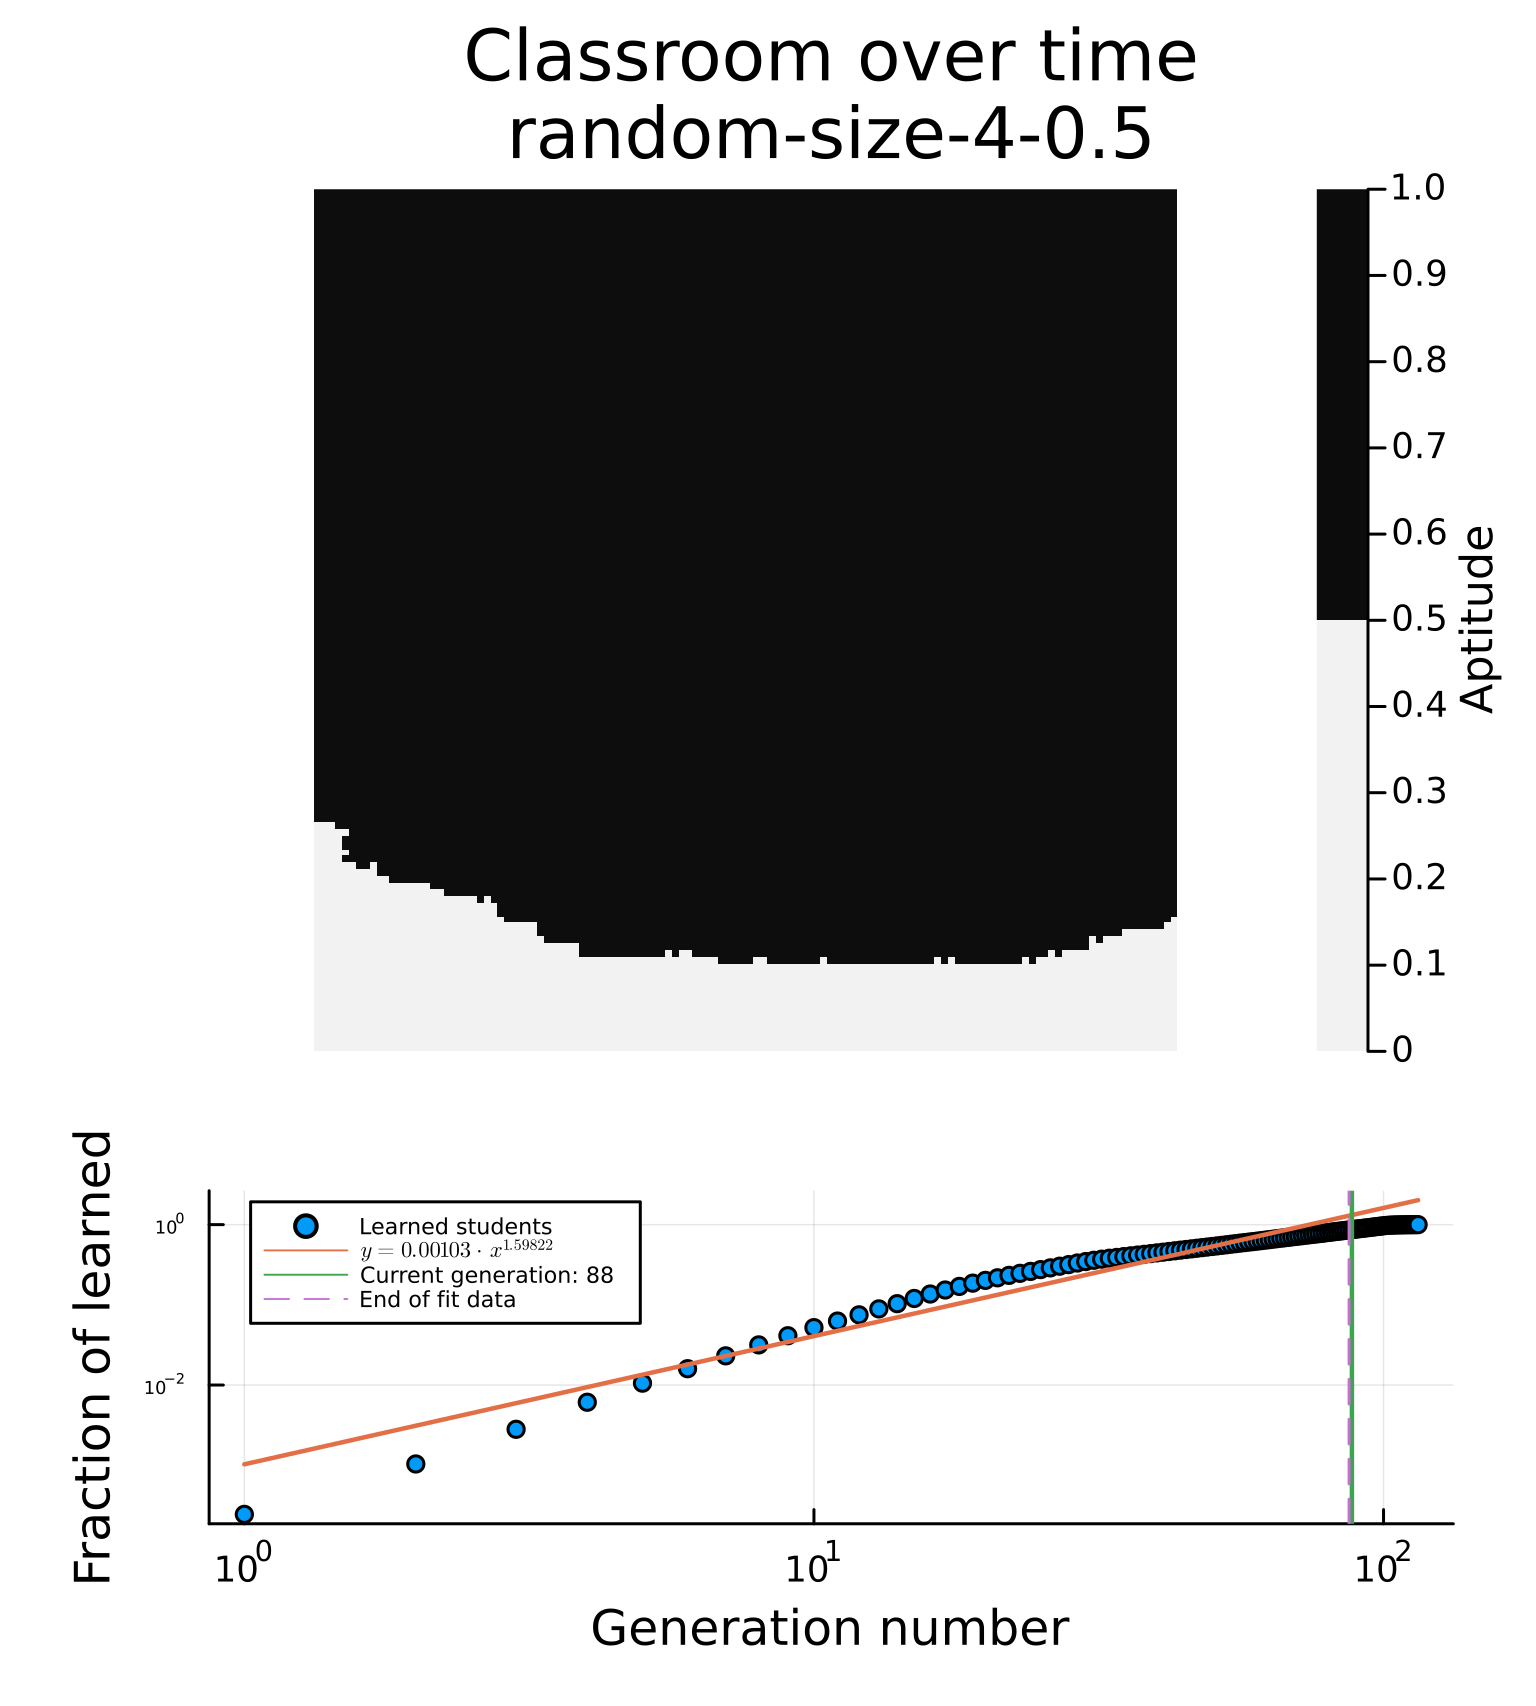 Classroom over time
random-size-4-0.5
1.0
0.9
0.8
0.7
0.6
0.5
0.4
0.3
0.2
0.1
0
Aptitude
Fraction of learned
10⁰
10⁻²
Learned students
y = 0.00103 · x^1.59822
Current generation: 88
End of fit data
10⁰
10¹
10²
Generation number